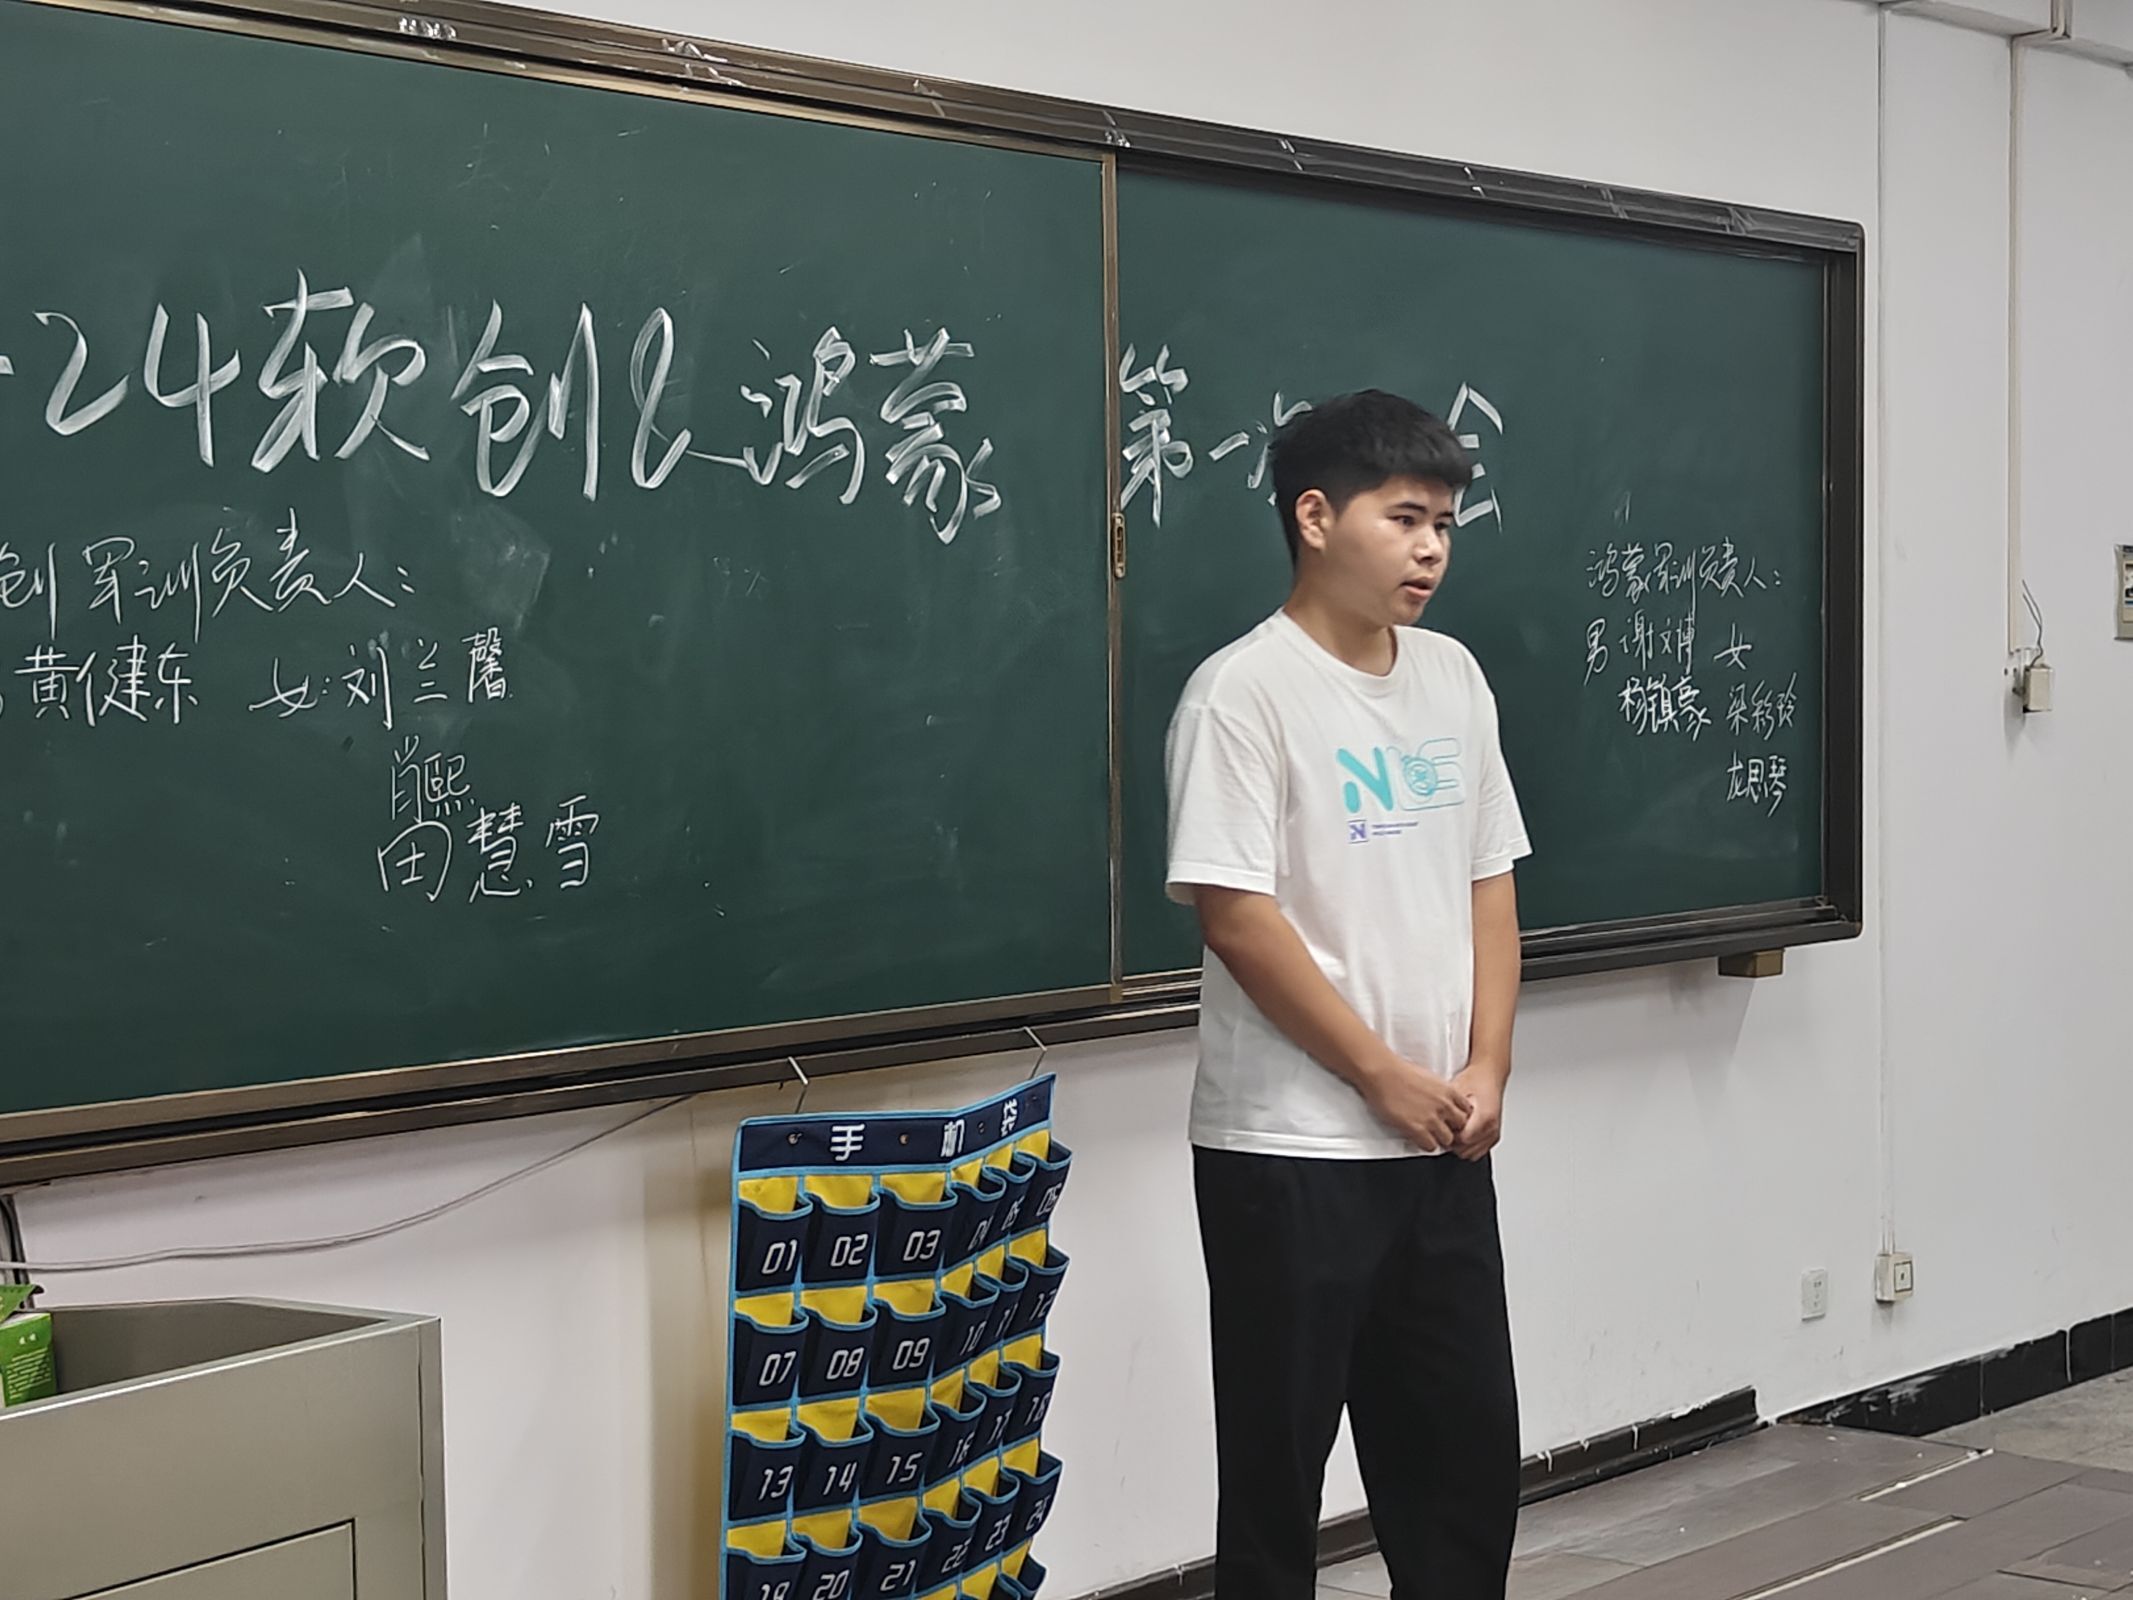 24软创&鸿蒙 第一次 会
创军训负责人:
黄健东 女:刘兰馨
肖熙
田慧雪
鸿蒙军训负责人:
男 谢文博 女
杨镇豪 梁彩玲
龙思琴
手机袋
01 02 03 04 05 06
07 08 09 10 11 12
13 14 15 16 17 18
19 20 21 22 23 24